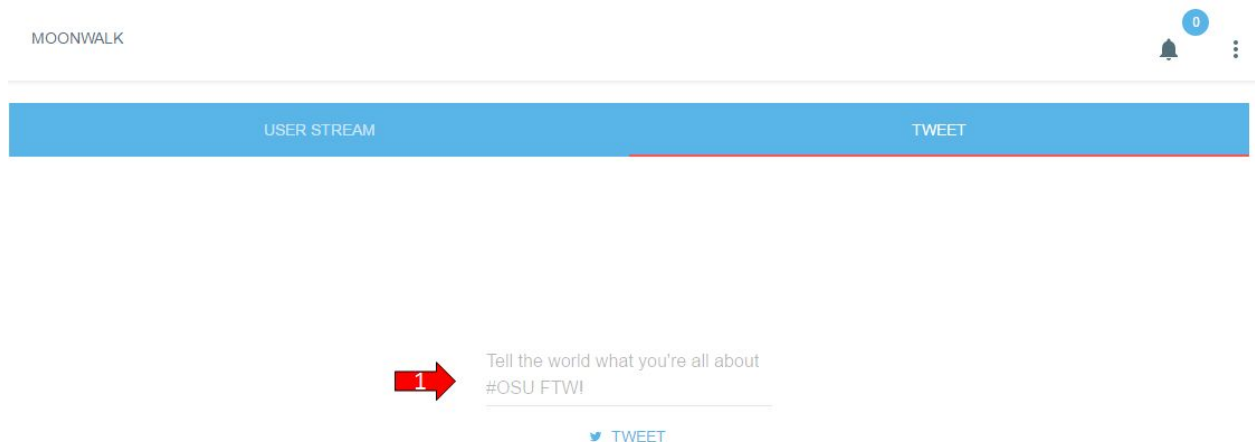 MOONWALK
0
USER STREAM
TWEET
Tell the world what you're all about
1
#OSU FTW!
TWEET